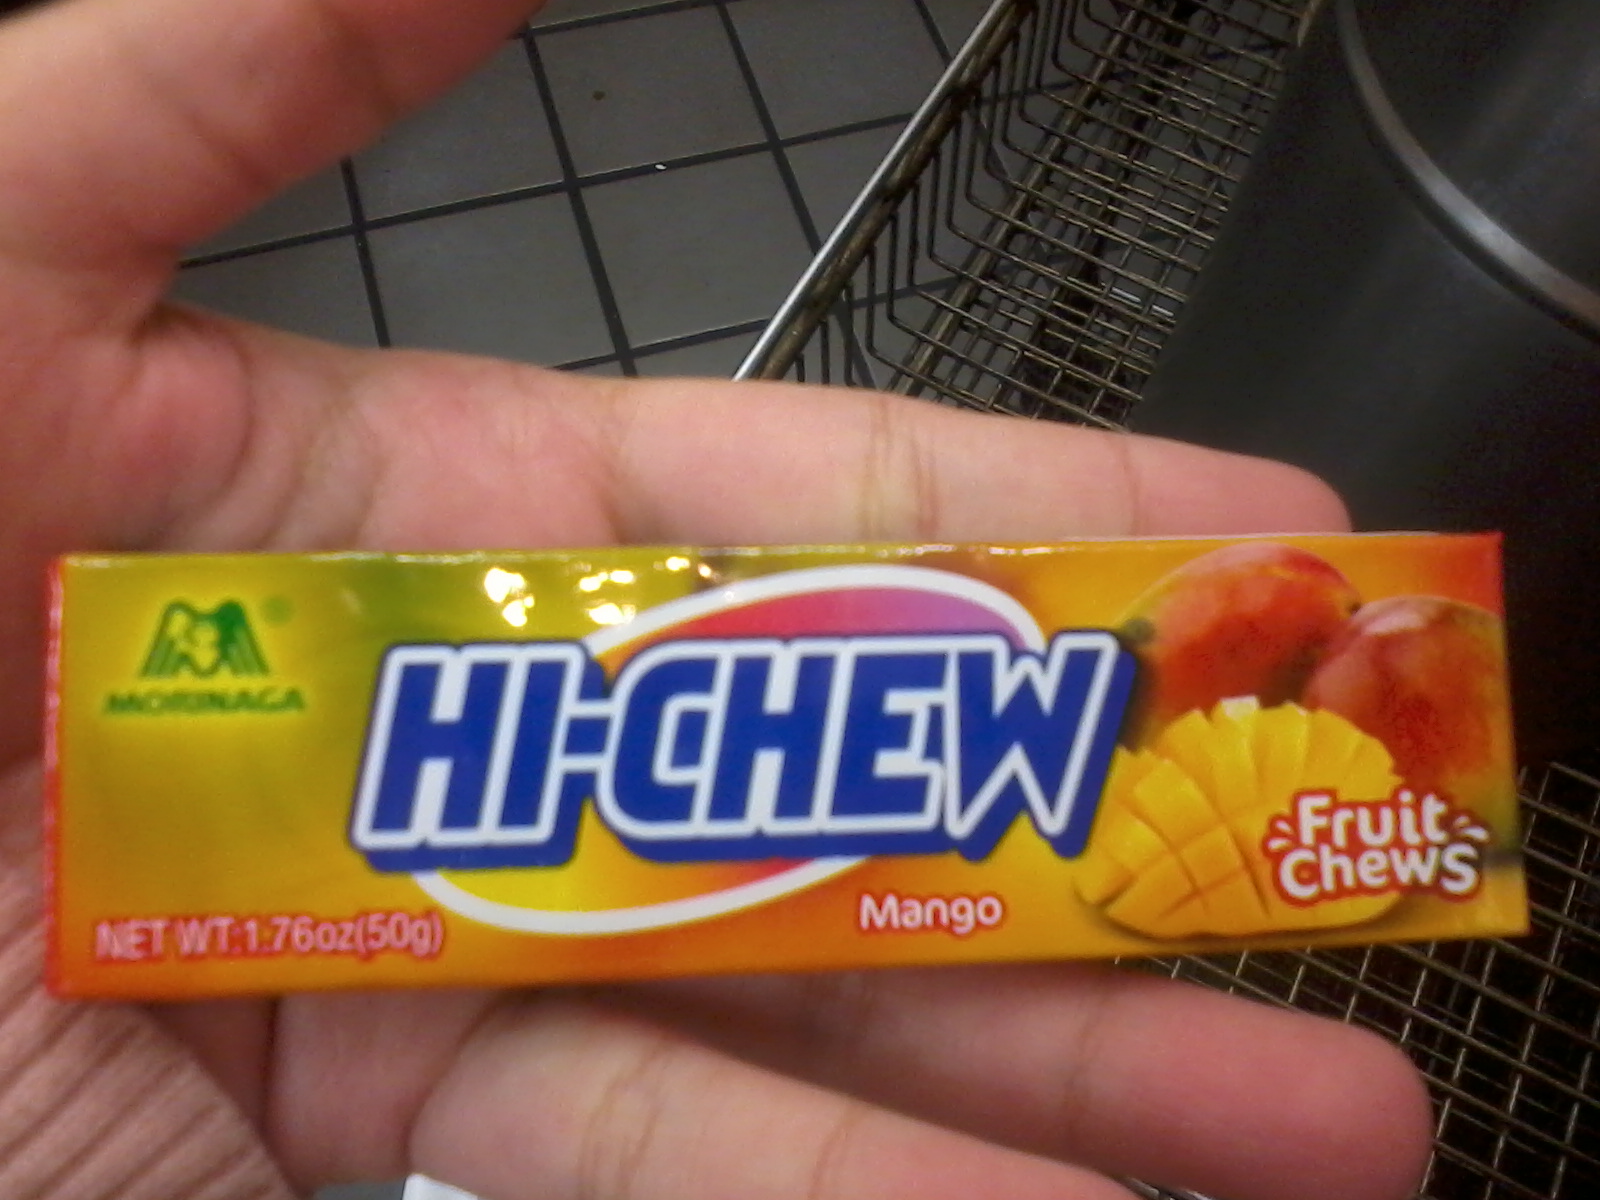 MORINAGA
HI-CHEW
Fruit
Chews
Mango
NET WT:1.76oz(50g)